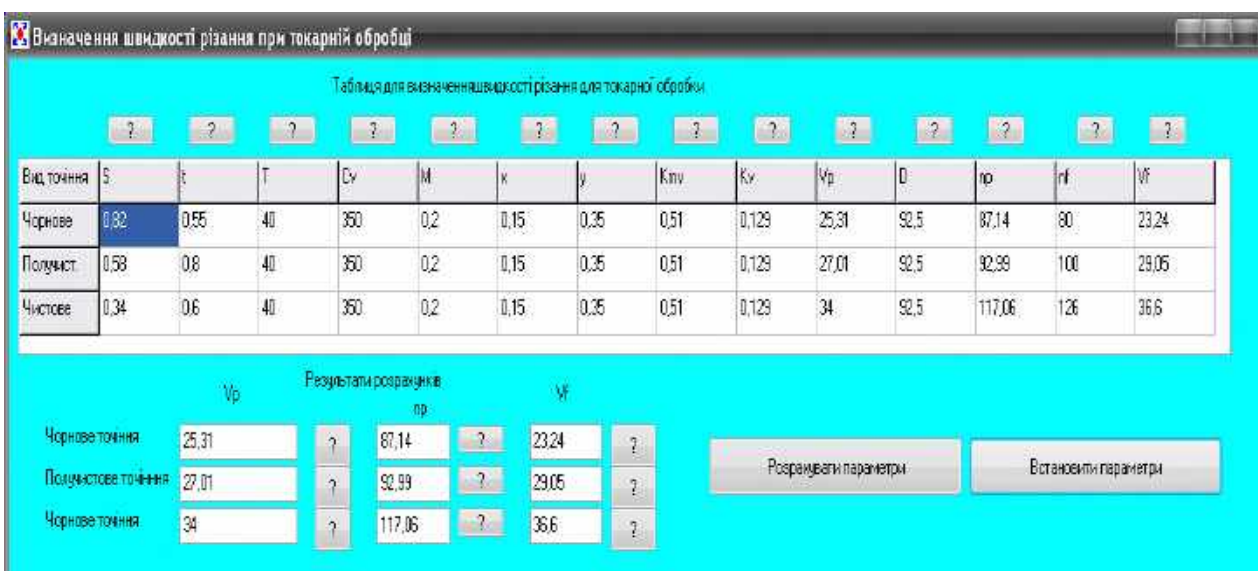 Визначення швидкості різання при токарній обробці
Таблиця для визначенняшвидкості різання для токарної обробки
? ? ? ? ? ? ? ? ? ? ? ? ? ?
Вид точння S t T Cv M x y Kmv Kv Vp D np nf Vf
Чорнове 0,82 0,55 40 350 0,2 0,15 0,35 0,51 0,129 25,31 92,5 87,14 80 23,24
Получист. 0,58 0,8 40 350 0,2 0,15 0,35 0,51 0,129 27,01 92,5 92,99 100 29,05
Чистове 0,34 0,6 40 350 0,2 0,15 0,35 0,51 0,129 34 92,5 117,06 126 36,6
Результати розрахунків
Vp np Vf
Чорнове точння 25,31 ? 87,14 ? 23,24 ?
Получистове точіння 27,01 ? 92,99 ? 29,05 ?
Чорнове точння 34 ? 117,06 ? 36,6 ?
Розрахувати параметри Встановити параметри